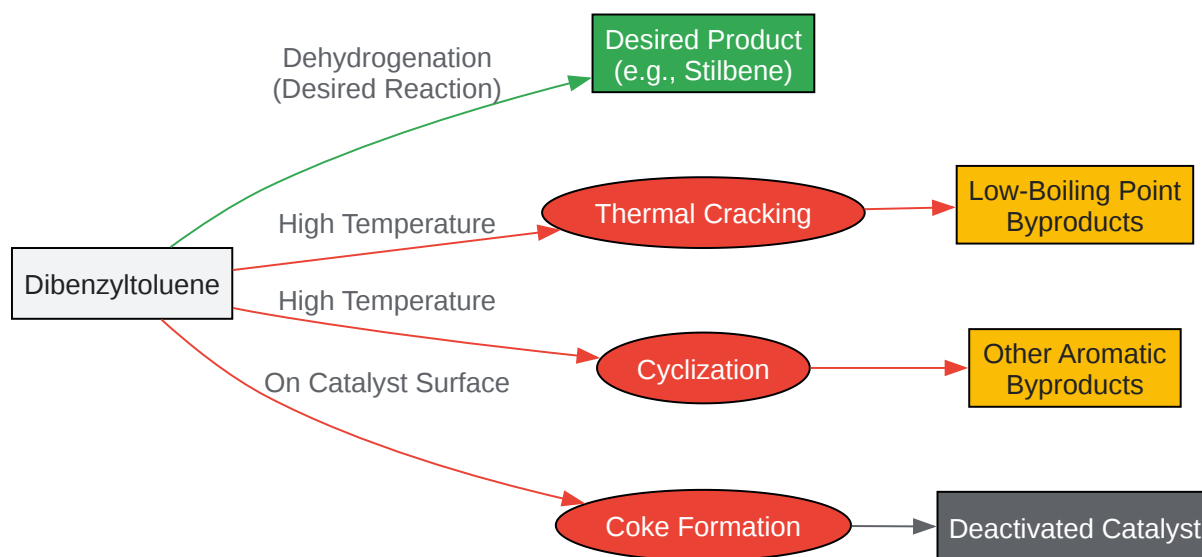 Dehydrogenation
(Desired Reaction)
Desired Product
(e.g., Stilbene)
High Temperature
Thermal Cracking
Low-Boiling Point
Byproducts
Dibenzyltoluene
High Temperature
Cyclization
Other Aromatic
Byproducts
On Catalyst Surface
Coke Formation
Deactivated Catalyst